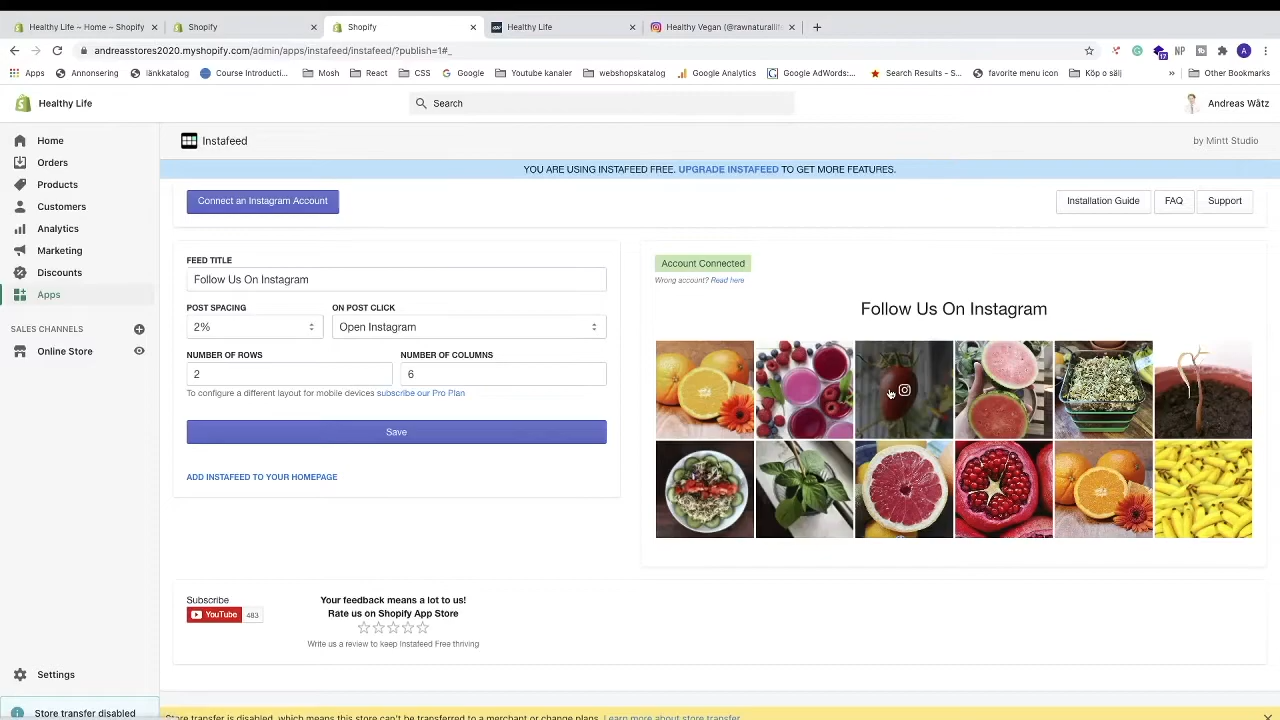 Healthy Life ~ Home ~ Shopify
Shopify
Shopify
Healthy Life
Healthy Vegan (@rawnaturallif
andreasstores2020.myshopify.com/admin/apps/instafeed/instafeed/?publish=1#_
NP
17
A
Apps
Annonsering
länkkatalog
Course Introducti...
Mosh
React
CSS
Google
Youtube kanaler
webshopskatalog
Google Analytics
Google AdWords:...
Search Results - S...
favorite menu icon
Köp o sälj
»
Other Bookmarks
Healthy Life
Search
Andreas Wåtz
Home
Orders
Products
Customers
Analytics
Marketing
Discounts
Apps
SALES CHANNELS
Online Store
Settings
Store transfer disabled
Instafeed
by Mintt Studio
YOU ARE USING INSTAFEED FREE. UPGRADE INSTAFEED TO GET MORE FEATURES.
Connect an Instagram Account
Installation Guide
FAQ
Support
FEED TITLE
Follow Us On Instagram
POST SPACING
ON POST CLICK
2%
Open Instagram
NUMBER OF ROWS
NUMBER OF COLUMNS
2
6
To configure a different layout for mobile devices subscribe our Pro Plan
Save
ADD INSTAFEED TO YOUR HOMEPAGE
Account Connected
Wrong account? Read here
Follow Us On Instagram
Subscribe
YouTube 483
Your feedback means a lot to us!
Rate us on Shopify App Store
Write us a review to keep Instafeed Free thriving
Store transfer is disabled, which means this store can't be transferred to a merchant or change plans. Learn more about store transfer